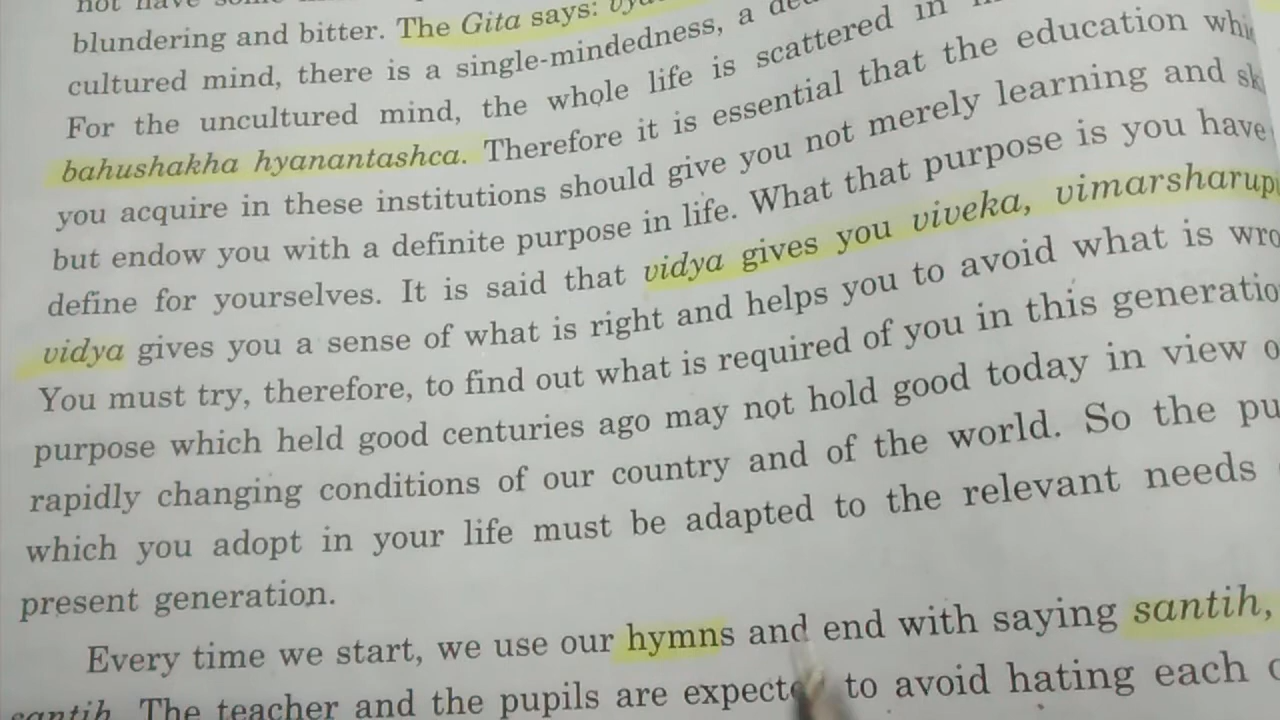 not have some
blundering and bitter. The Gita says:
cultured mind, there is a single-mindedness, a
For the uncultured mind, the whole life is scattered in
bahushakha hyanantashca. Therefore it is essential that the education
you acquire in these institutions should give you not merely learning and
but endow you with a definite purpose in life. What that purpose is you have
define for yourselves. It is said that vidya gives you viveka, vimarsharupi
vidya gives you a sense of what is right and helps you to avoid what is
You must try, therefore, to find out what is required of you in this
purpose which held good centuries ago may not hold good today in view
rapidly changing conditions of our country and of the world. So the
which you adopt in your life must be adapted to the relevant needs
present generation.
Every time we start, we use our hymns and end with saying santih,
santih. The teacher and the pupils are expected to avoid hating each